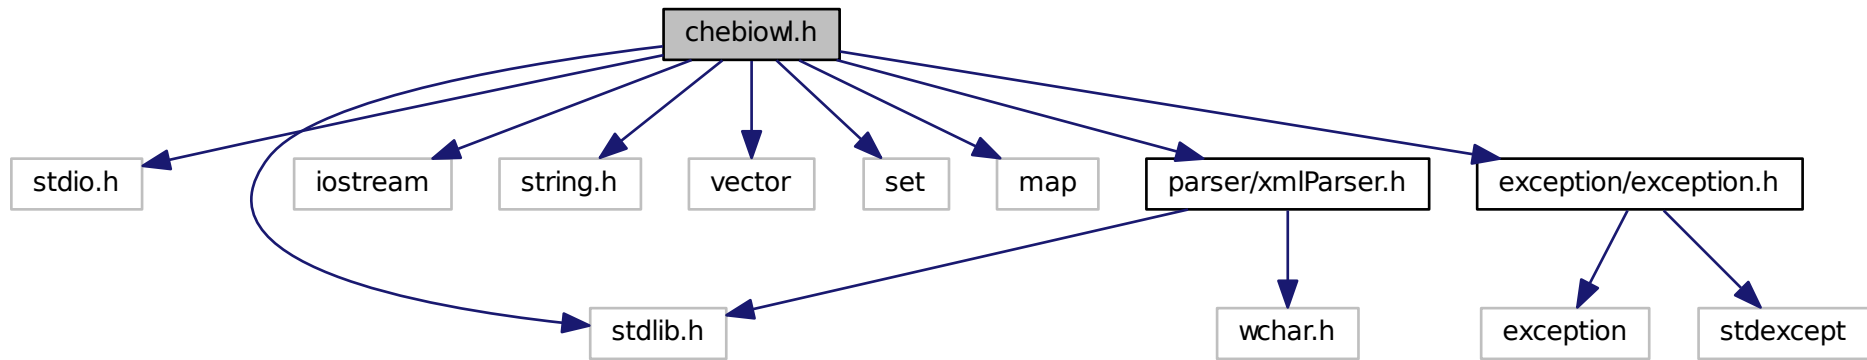 chebiowl.h
stdio.h
iostream
string.h
vector
set
map
parser/xmlParser.h
exception/exception.h
stdlib.h
wchar.h
exception
stdexcept